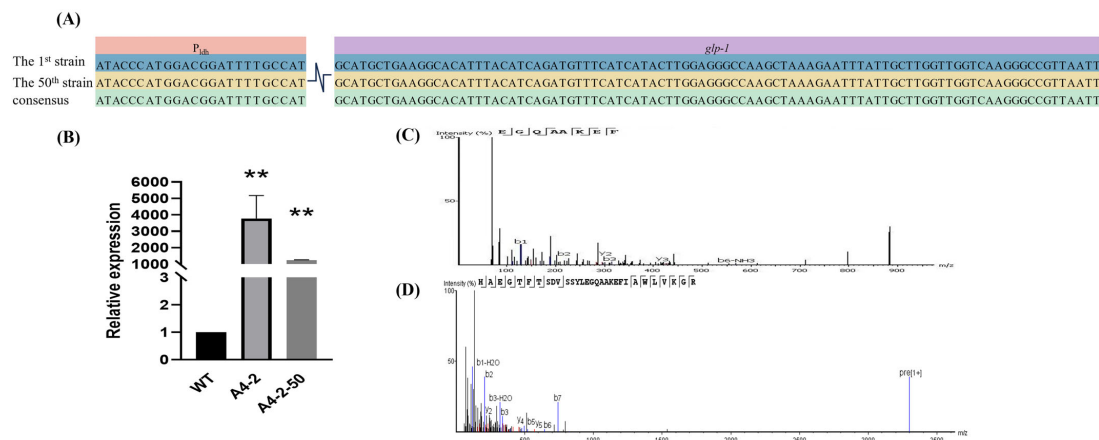 (A)
P_ldh glp-1
The 1st strain ATACCCATGGACGGATTTTGCCAT GCATGCTGAAGGCACATTTACATCAGATGTTTCATCATACTTGGAGGGCCAAGCTAAAGAATTTATTGCTTGGTTGGTCAAGGGCCGTTAATT
The 50th strain ATACCCATGGACGGATTTTGCCAT GCATGCTGAAGGCACATTTACATCAGATGTTTCATCATACTTGGAGGGCCAAGCTAAAGAATTTATTGCTTGGTTGGTCAAGGGCCGTTAATT
consensus ATACCCATGGACGGATTTTGCCAT GCATGCTGAAGGCACATTTACATCAGATGTTTCATCATACTTGGAGGGCCAAGCTAAAGAATTTATTGCTTGGTTGGTCAAGGGCCGTTAATT
(B)
Relative expression
6000
5000
4000
3000
2000
1000
3
2
1
0
**
**
WT A4-2 A4-2-50
(C)
Intensity (%) E G Q AA K E F
100
50
b1 b2 y2 b3 y3 b6-NH3
100 200 300 400 500 600 700 800 900 m/z
(D)
Intensity (%) H A E G T F T SDV SSYLEGQAAKEFI A W L V K G R
100
50
b1-H2O
b2
b3-H2O
y2 b3 y4 b5 y5 b6 b7
pre[1+]
500 1000 1500 2000 2500 3000 3500 m/z